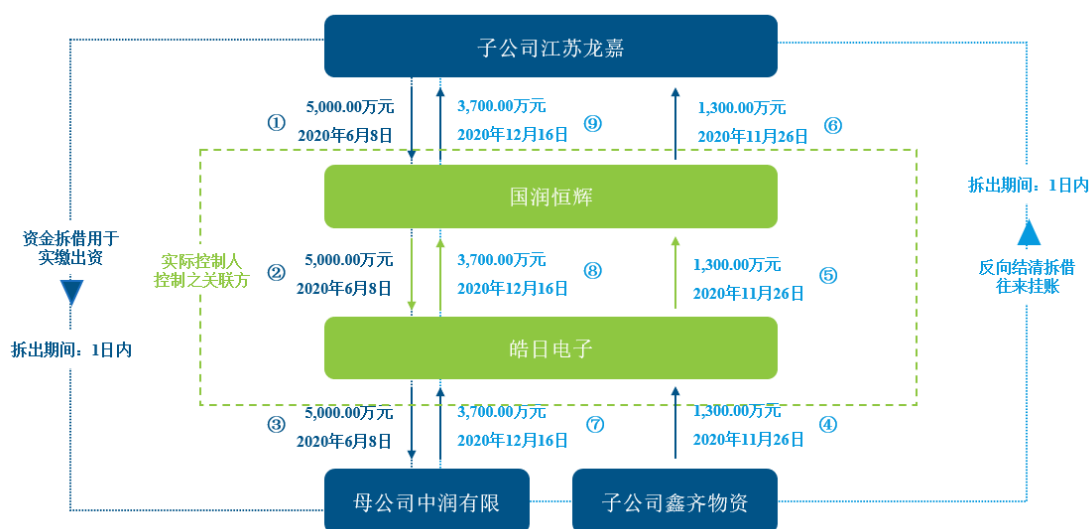 子公司江苏龙嘉
①
5,000.00万元
2020年6月8日
3,700.00万元
2020年12月16日
⑨
1,300.00万元
2020年11月26日
⑥
国润恒辉
资金拆借用于
实缴出资
拆出期间：1日内
实际控制人
控制之关联方
②
5,000.00万元
2020年6月8日
3,700.00万元
2020年12月16日
⑧
1,300.00万元
2020年11月26日
⑤
拆出期间：1日内
反向结清拆借
往来挂账
皓日电子
③
5,000.00万元
2020年6月8日
3,700.00万元
2020年12月16日
⑦
1,300.00万元
2020年11月26日
④
母公司中润有限
子公司鑫齐物资